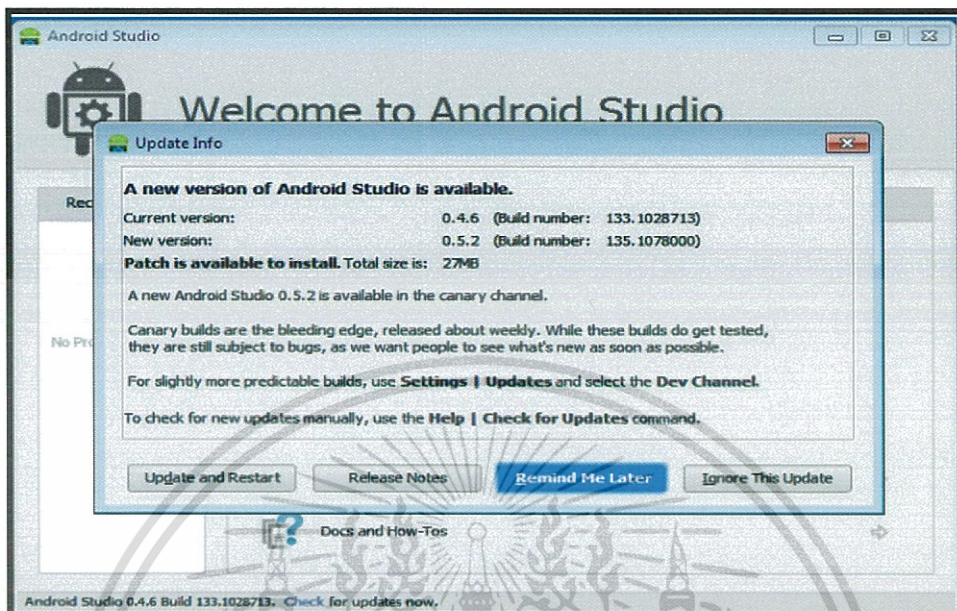 Android Studio
Welcome to Android Studio
Update Info
A new version of Android Studio is available.
Current version: 0.4.6 (Build number: 133.1028713)
New version: 0.5.2 (Build number: 135.1078000)
Patch is available to install. Total size is: 27MB
A new Android Studio 0.5.2 is available in the canary channel.
Canary builds are the bleeding edge, released about weekly. While these builds do get tested,
they are still subject to bugs, as we want people to see what's new as soon as possible.
For slightly more predictable builds, use Settings | Updates and select the Dev Channel.
To check for new updates manually, use the Help | Check for Updates command.
Rec
No Pro
Update and Restart
Release Notes
Remind Me Later
Ignore This Update
Docs and How-Tos
Android Studio 0.4.6 Build 133.1028713. Check for updates now.